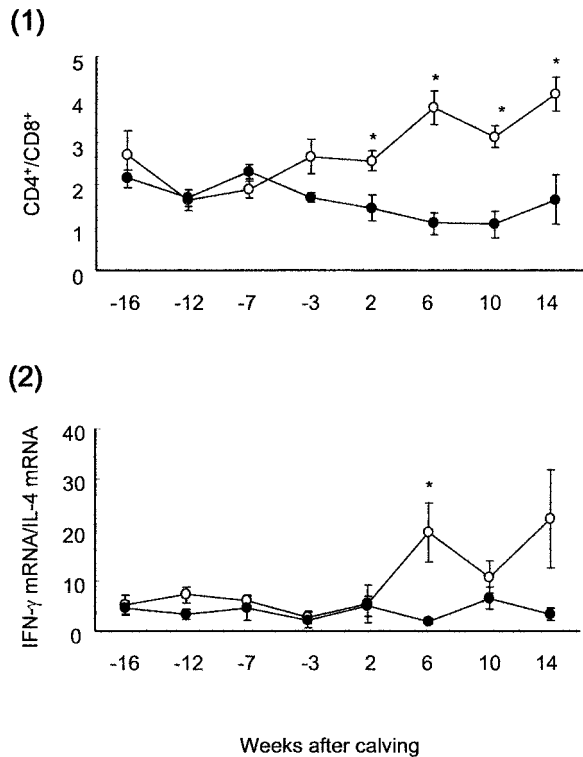 (1)
CD4⁺/CD8⁺
5
4
3
2
1
0
* * * *
-16 -12 -7 -3 2 6 10 14
(2)
IFN-γ mRNA/IL-4 mRNA
40
30
20
10
0
*
-16 -12 -7 -3 2 6 10 14
Weeks after calving